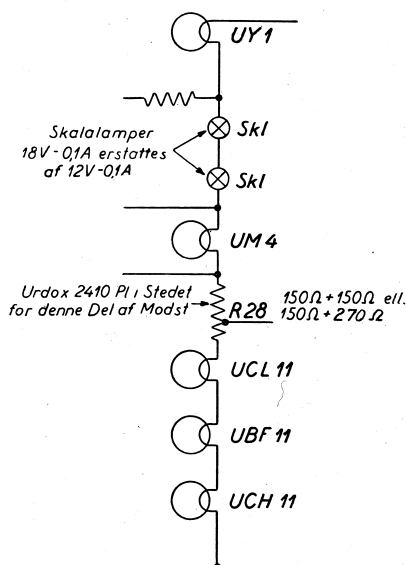 UY1
Skalalamper
18V-0,1A erstattes
af 12V-0,1A
Skl
Skl
UM4
Urdox 2410 Pl i Stedet
for denne Del af Modst
R28
150Ω+150Ω ell.
150Ω+270Ω
UCL 11
UBF 11
UCH 11